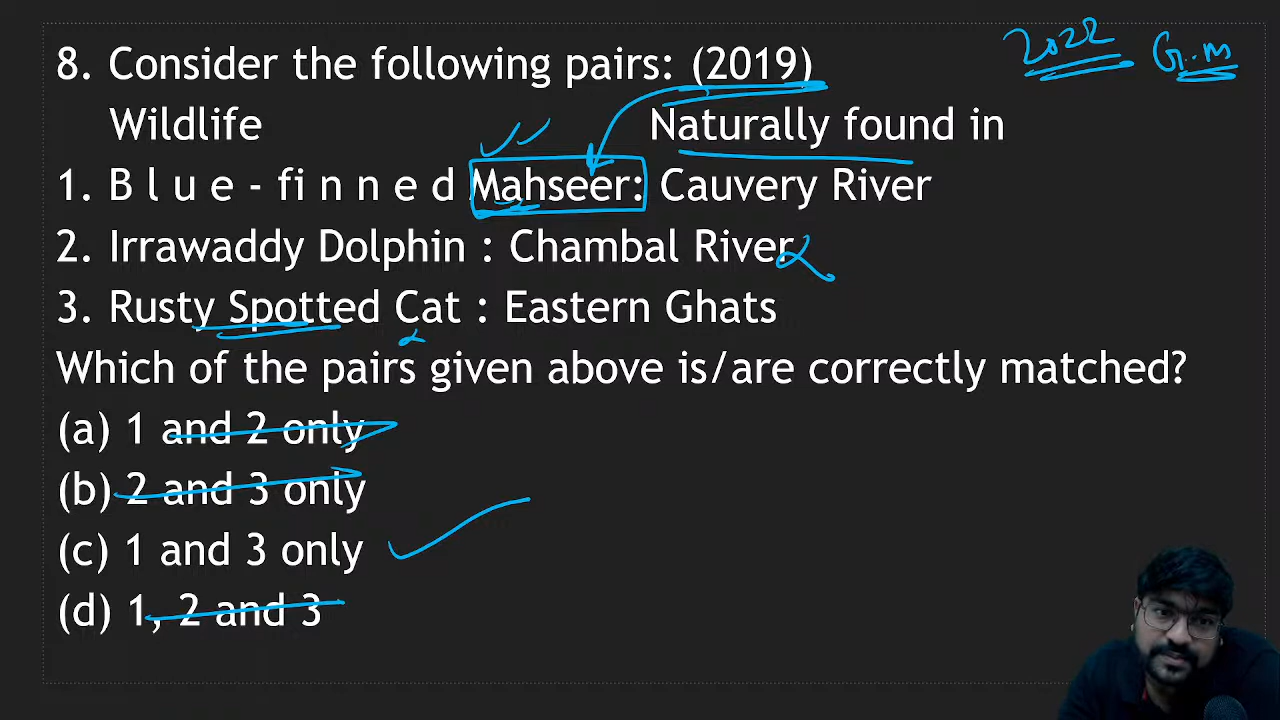 8. Consider the following pairs: (2019)
2022 G.m
Wildlife Naturally found in
1. B l u e - fi n n e d Mahseer: Cauvery River
2. Irrawaddy Dolphin : Chambal River
3. Rusty Spotted Cat : Eastern Ghats
Which of the pairs given above is/are correctly matched?
(a) 1 and 2 only
(b) 2 and 3 only
(c) 1 and 3 only
(d) 1, 2 and 3